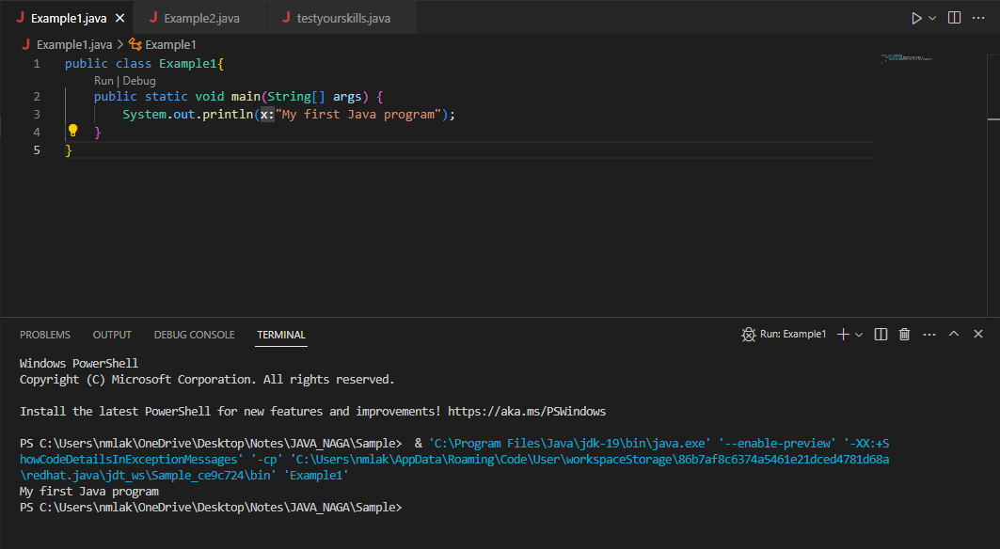 J Example1.java × J Example2.java J testyourskills.java
J Example1.java > Example1
1 public class Example1{
Run | Debug
2 public static void main(String[] args) {
3 System.out.println(x:"My first Java program");
4 }
5 }
PROBLEMS OUTPUT DEBUG CONSOLE TERMINAL Run: Example1
Windows PowerShell
Copyright (C) Microsoft Corporation. All rights reserved.
Install the latest PowerShell for new features and improvements! https://aka.ms/PSWindows
PS C:\Users\nmlak\OneDrive\Desktop\Notes\JAVA_NAGA\Sample>  & 'C:\Program Files\Java\jdk-19\bin\java.exe' '--enable-preview' '-XX:+S
howCodeDetailsInExceptionMessages' '-cp' 'C:\Users\nmlak\AppData\Roaming\Code\User\workspaceStorage\86b7af8c6374a5461e21dced4781d68a
\redhat.java\jdt_ws\Sample_ce9c724\bin' 'Example1'
My first Java program
PS C:\Users\nmlak\OneDrive\Desktop\Notes\JAVA_NAGA\Sample>